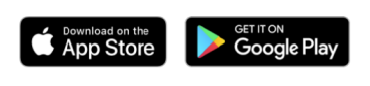 Download on the
App Store
GET IT ON
Google Play